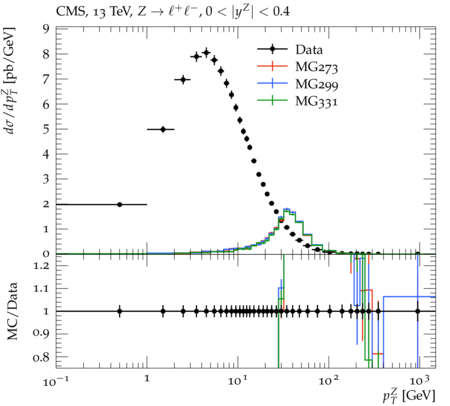 CMS, 13 TeV, Z → ℓ⁺ℓ⁻, 0 < |y^Z| < 0.4
dσ/dp_T^Z [pb/GeV]
9
8
7
6
5
4
3
2
1
0
Data
MG273
MG299
MG331
MC/Data
1.2
1.1
1
0.9
0.8
10⁻¹ 1 10¹ 10² 10³
p_T^Z [GeV]